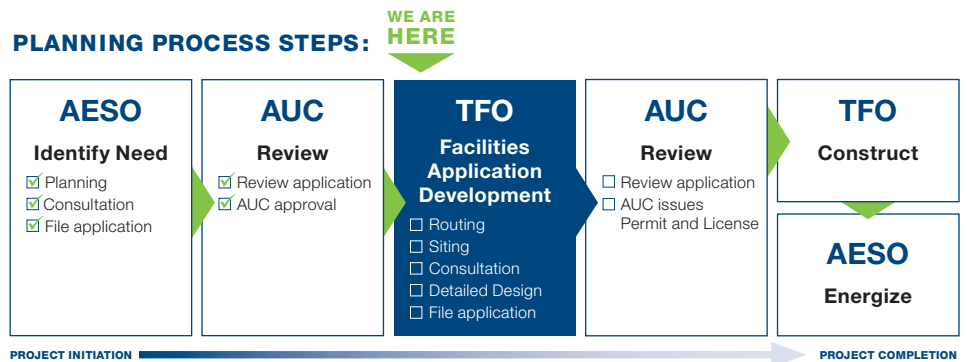 WE ARE
HERE
PLANNING PROCESS STEPS:
AESO
Identify Need
Planning
Consultation
File application
AUC
Review
Review application
AUC approval
TFO
Facilities
Application
Development
Routing
Siting
Consultation
Detailed Design
File application
AUC
Review
Review application
AUC issues
Permit and License
TFO
Construct
AESO
Energize
PROJECT INITIATION
PROJECT COMPLETION